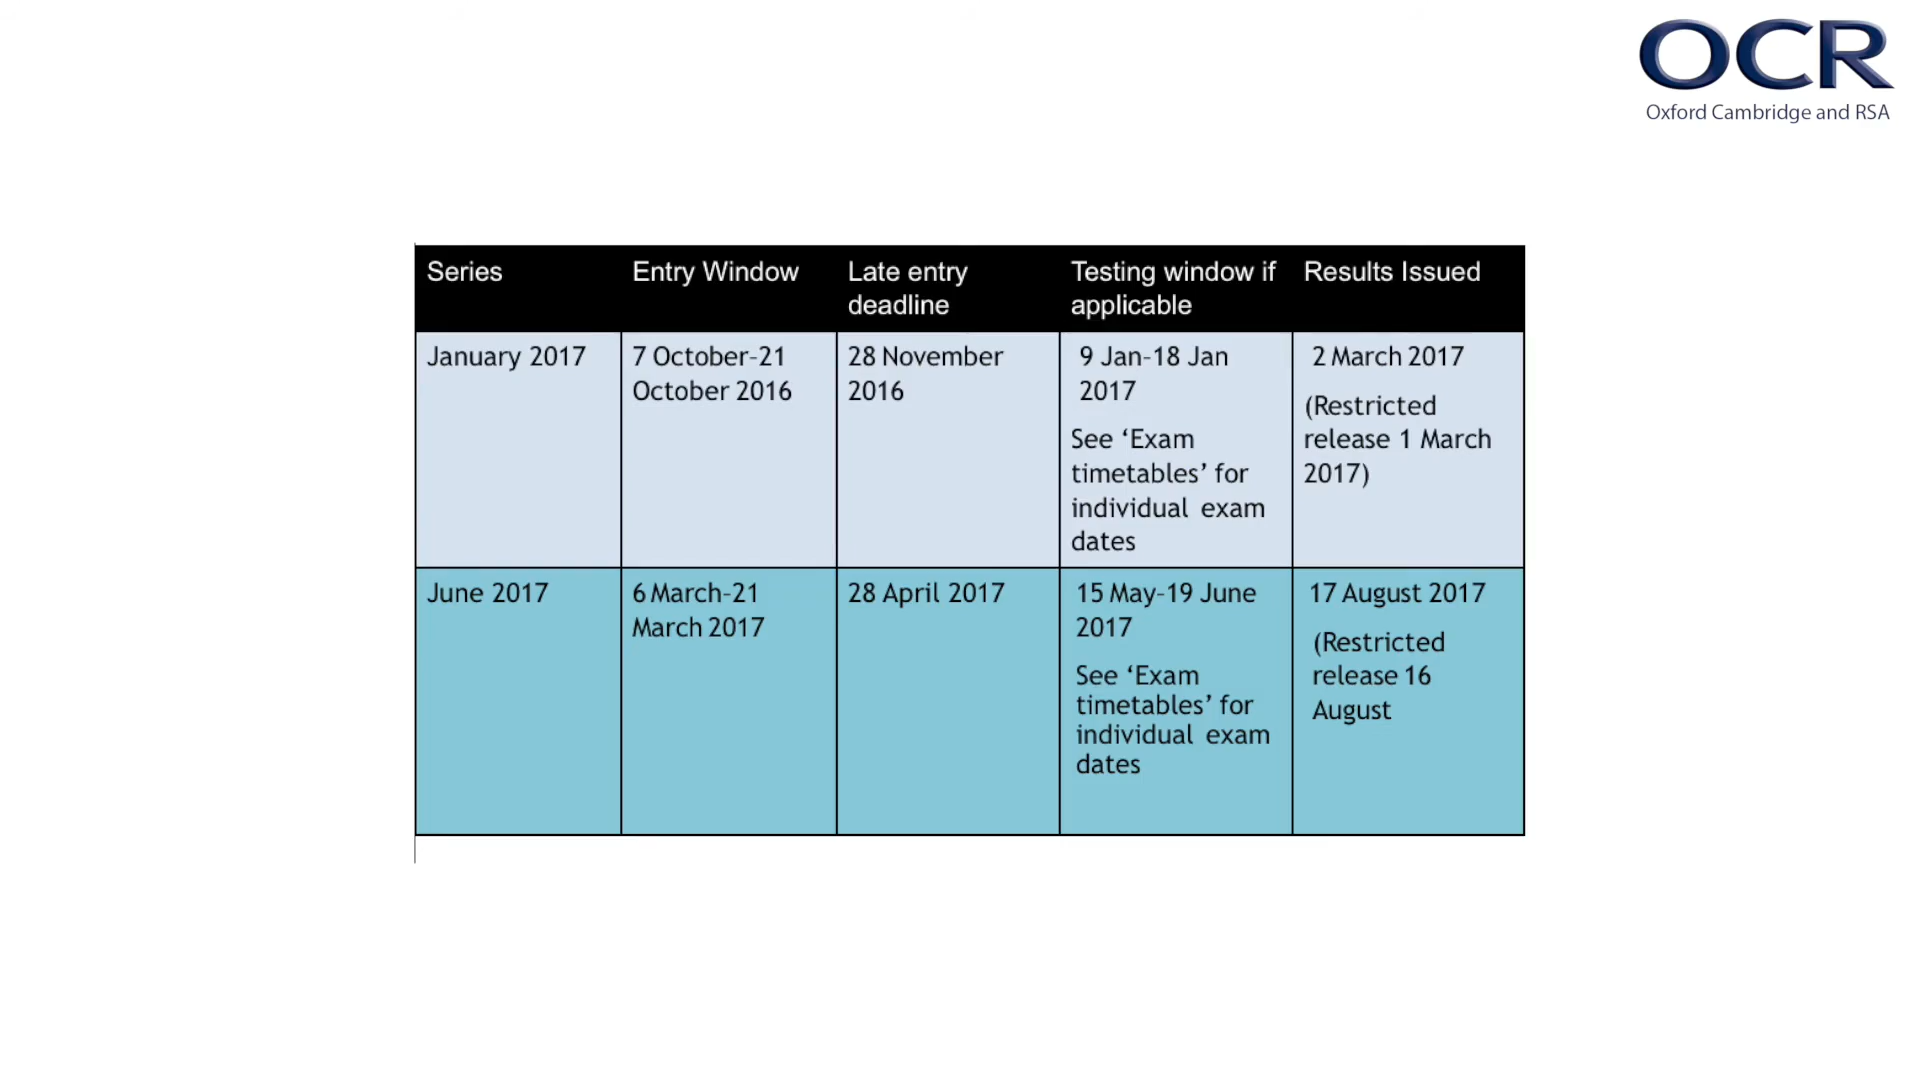 OCR
Oxford Cambridge and RSA
Series
Entry Window
Late entry
deadline
Testing window if
applicable
Results Issued
January 2017
7 October–21
October 2016
28 November
2016
9 Jan–18 Jan
2017
See ‘Exam
timetables’ for
individual exam
dates
2 March 2017
(Restricted
release 1 March
2017)
June 2017
6 March–21
March 2017
28 April 2017
15 May–19 June
2017
See ‘Exam
timetables’ for
individual exam
dates
17 August 2017
(Restricted
release 16
August